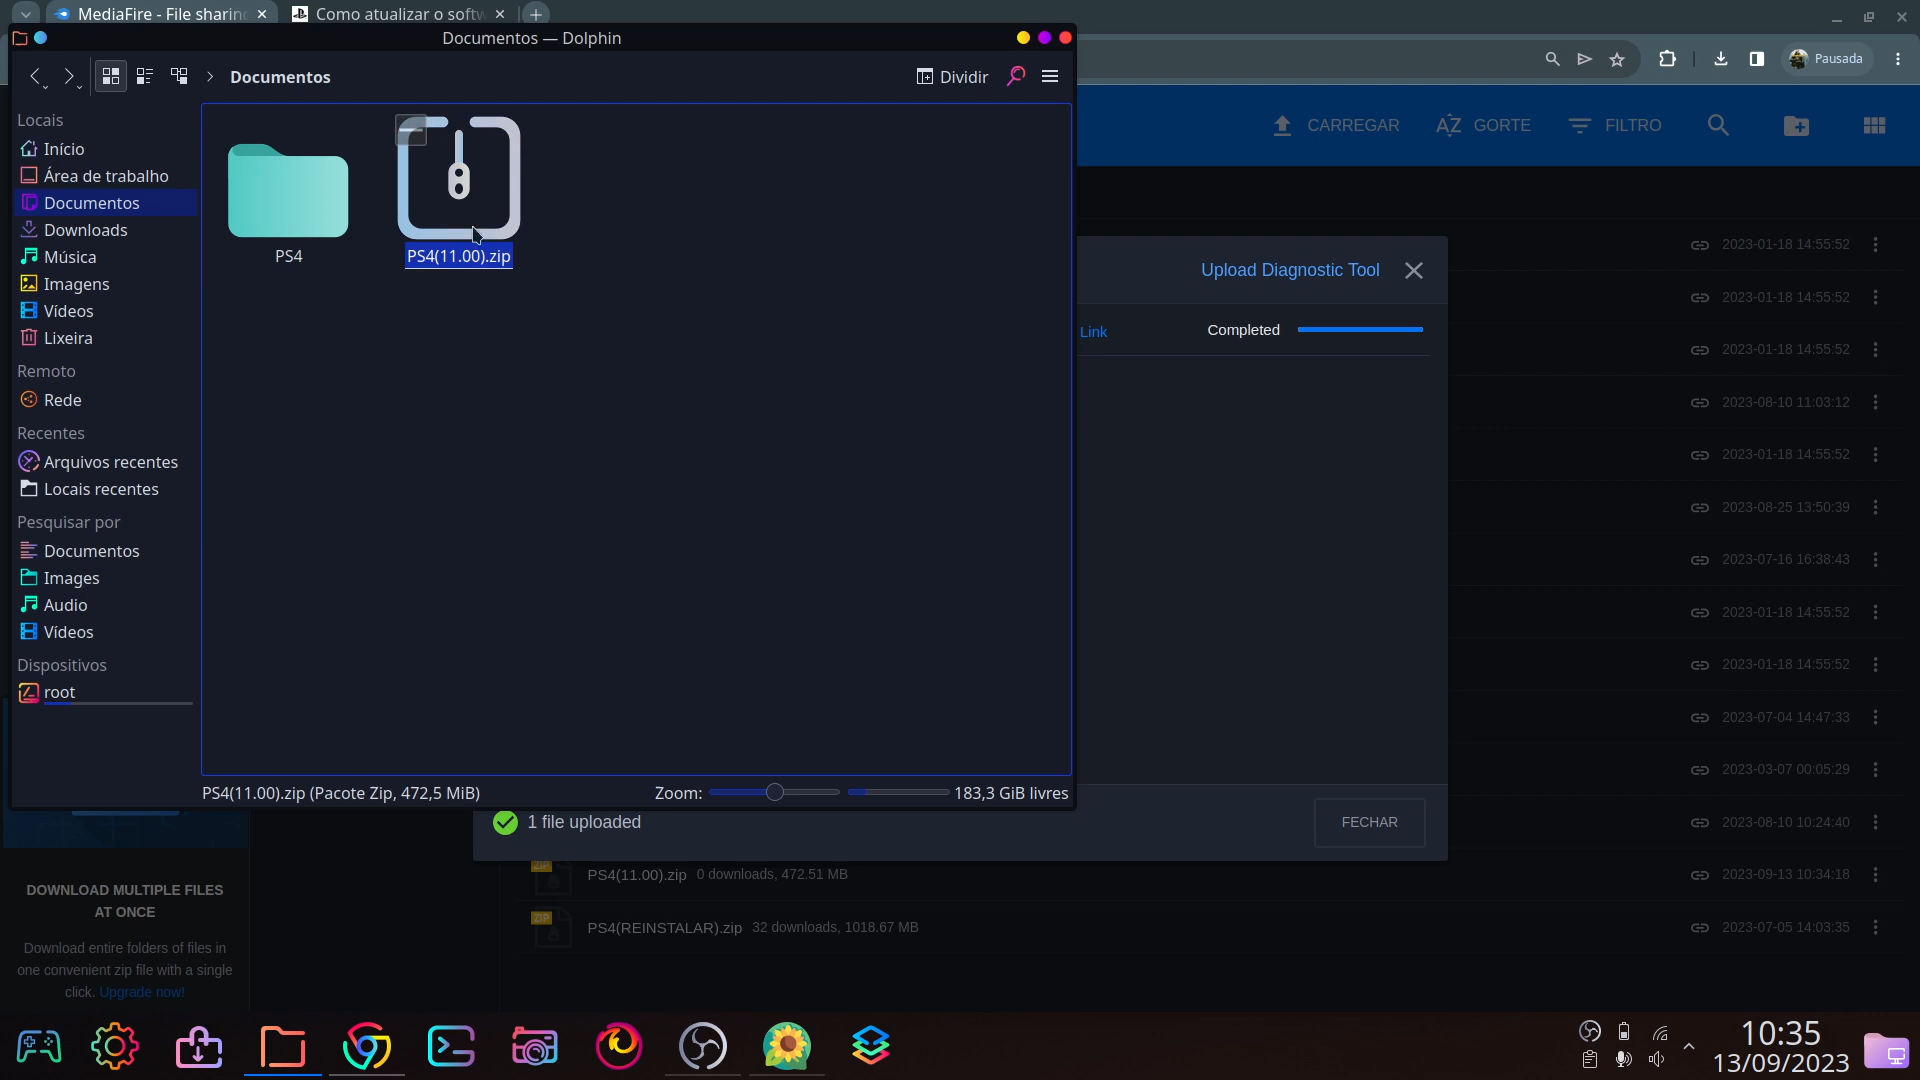 MediaFire - File sharing
Como atualizar o softw
Documentos — Dolphin
Documentos
Dividir
Pausada
Locais
Início
Área de trabalho
Documentos
Downloads
Música
Imagens
Vídeos
Lixeira
Remoto
Rede
Recentes
Arquivos recentes
Locais recentes
Pesquisar por
Documentos
Images
Audio
Vídeos
Dispositivos
root
PS4
PS4(11.00).zip
PS4(11.00).zip (Pacote Zip, 472,5 MiB)
Zoom:
183,3 GiB livres
CARREGAR
AZ GORTE
FILTRO
Upload Diagnostic Tool
Link
Completed
1 file uploaded
FECHAR
2023-01-18 14:55:52
2023-01-18 14:55:52
2023-01-18 14:55:52
2023-08-10 11:03:12
2023-01-18 14:55:52
2023-08-25 13:50:39
2023-07-16 16:38:43
2023-01-18 14:55:52
2023-01-18 14:55:52
2023-07-04 14:47:33
2023-03-07 00:05:29
2023-08-10 10:24:40
ZIP PS4(11.00).zip 0 downloads, 472.51 MB 2023-09-13 10:34:18
ZIP PS4(REINSTALAR).zip 32 downloads, 1018.67 MB 2023-07-05 14:03:35
DOWNLOAD MULTIPLE FILES
AT ONCE
Download entire folders of files in
one convenient zip file with a single
click. Upgrade now!
10:35
13/09/2023